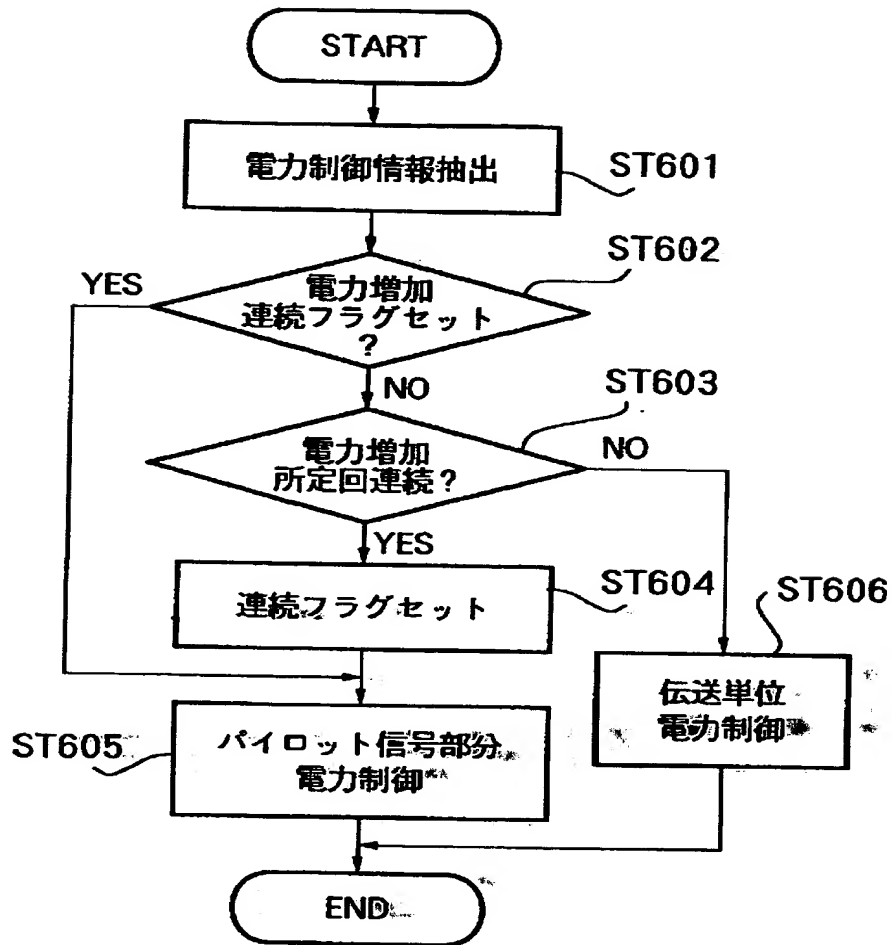 START
電力制御情報抽出
ST601
ST602
YES
電力増加
連続フラグセット
?
NO
ST603
電力増加
所定回連続?
NO
YES
ST604
連続フラグセット
ST606
伝送単位
電力制御
ST605
パイロット信号部分
電力制御
END